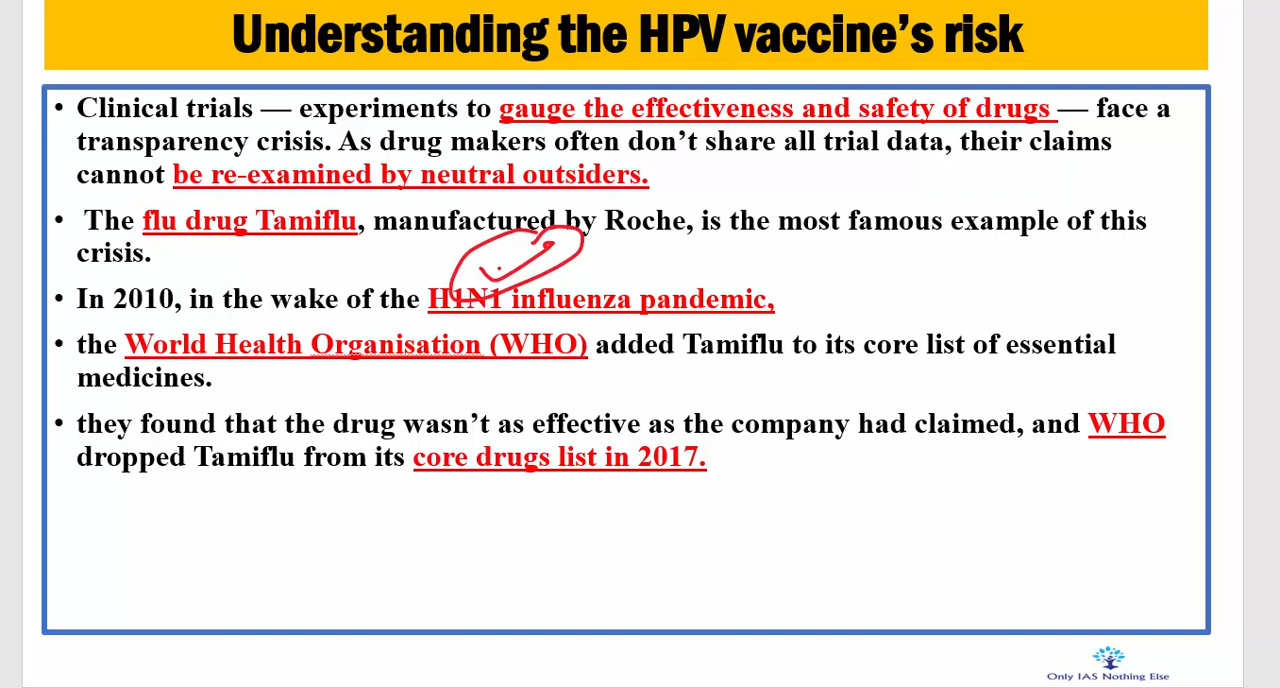 Understanding the HPV vaccine’s risk
• Clinical trials — experiments to gauge the effectiveness and safety of drugs — face a
transparency crisis. As drug makers often don’t share all trial data, their claims
cannot be re-examined by neutral outsiders.
• The flu drug Tamiflu, manufactured by Roche, is the most famous example of this
crisis.
• In 2010, in the wake of the H1N1 influenza pandemic,
• the World Health Organisation (WHO) added Tamiflu to its core list of essential
medicines.
• they found that the drug wasn’t as effective as the company had claimed, and WHO
dropped Tamiflu from its core drugs list in 2017.
Only IAS Nothing Else